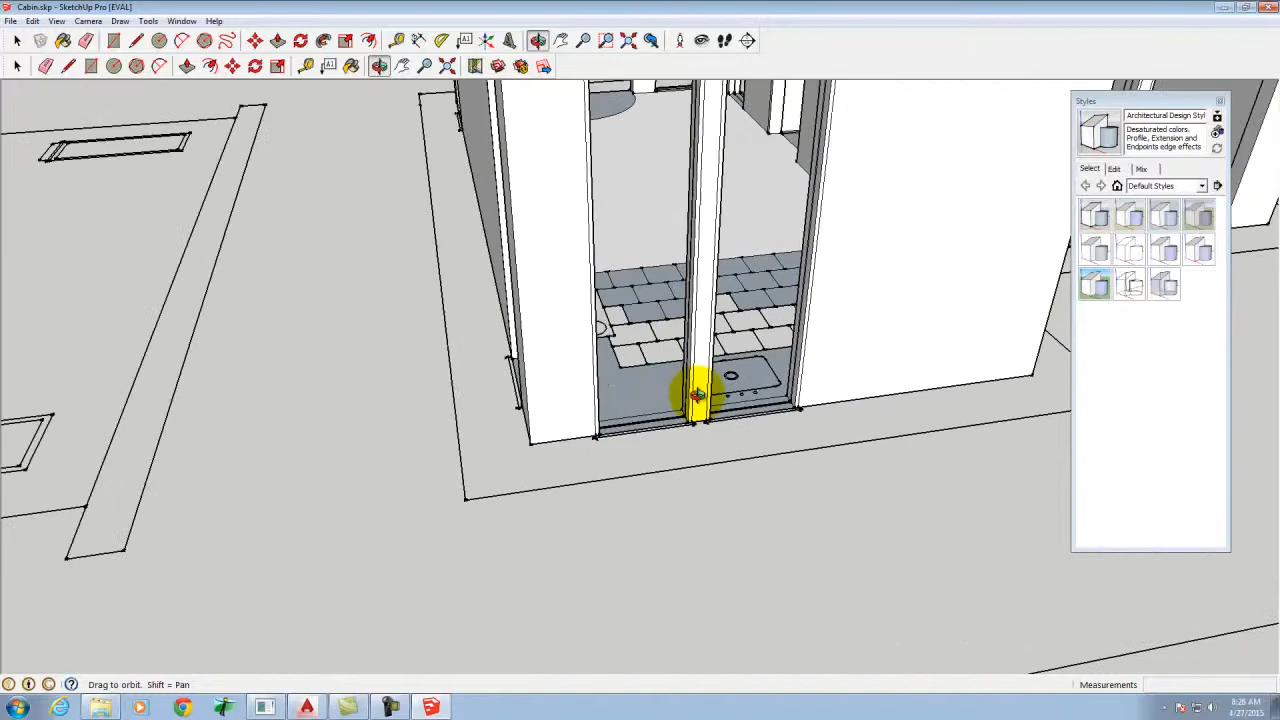 Cabin.skp - SketchUp Pro [EVAL]
File Edit View Camera Draw Tools Window Help
Styles
Architectural Design Styl
Desaturated colors.
Profile, Extension and
Endpoints edge effects
Select Edit Mix
Default Styles
Drag to orbit. Shift = Pan
Measurements
8:26 AM
4/27/2015